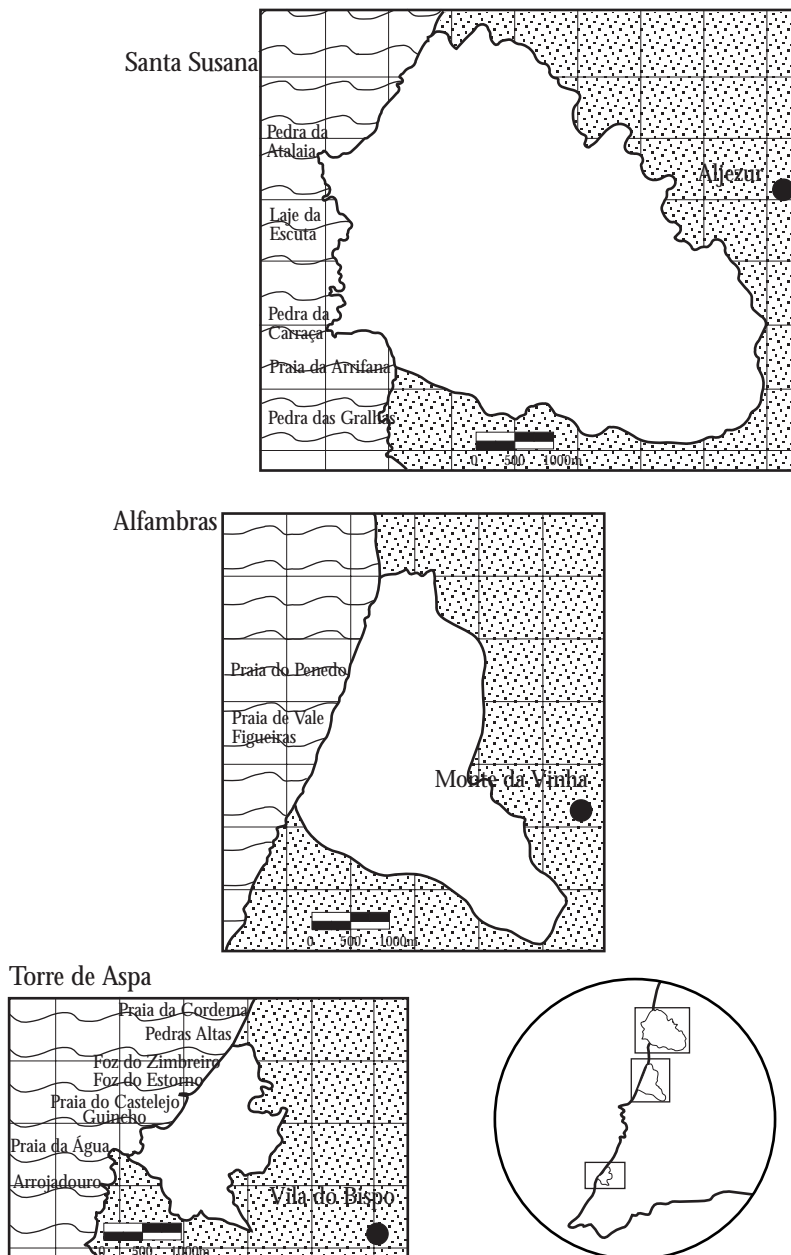 Santa Susana
Pedra da
Atalaia
Aljezur
Laje da
Escuta
Pedra da
Carraça
Praia da Arrifana
Pedra das Gralhas
0 500 1000m
Alfambras
Praia do Penedo
Praia de Vale
Figueiras
Monte da Vinha
0 500 1000m
Torre de Aspa
Praia da Cordema
Pedras Altas
Foz do Zimbreiro
Foz do Estorno
Praia do Castelejo
Guincho
Praia da Água
Arrojadouro
Vila do Bispo
0 500 1000m